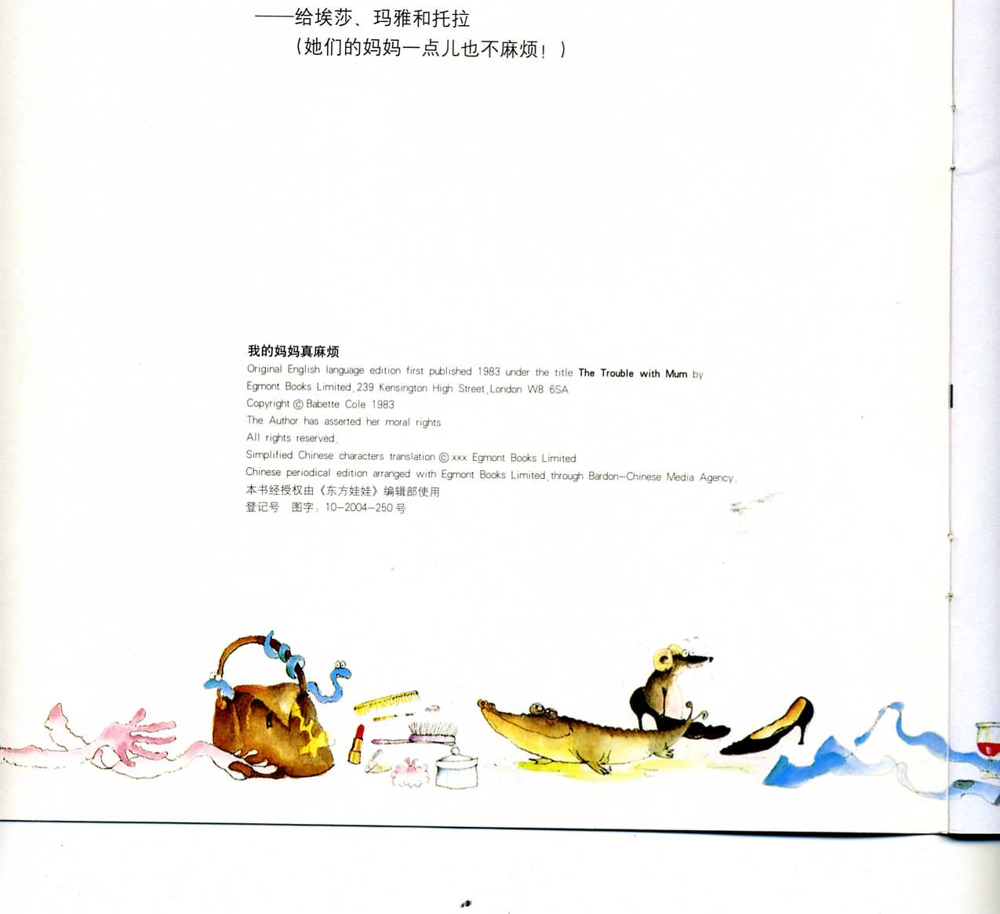 ——给埃莎、玛雅和托拉
(她们的妈妈一点儿也不麻烦！)
我的妈妈真麻烦
Original English language edition first published 1983 under the title The Trouble with Mum by
Egmont Books Limited,239 Kensington High Street,London W8 6SA
Copyright © Babette Cole 1983
The Author has asserted her moral rights
All rights reserved.
Simplified Chinese characters translation © xxx Egmont Books Limited
Chinese periodical edition arranged with Egmont Books Limited,through Bardon-Chinese Media Agency.
本书经授权由《东方娃娃》编辑部使用
登记号 图字：10-2004-250号